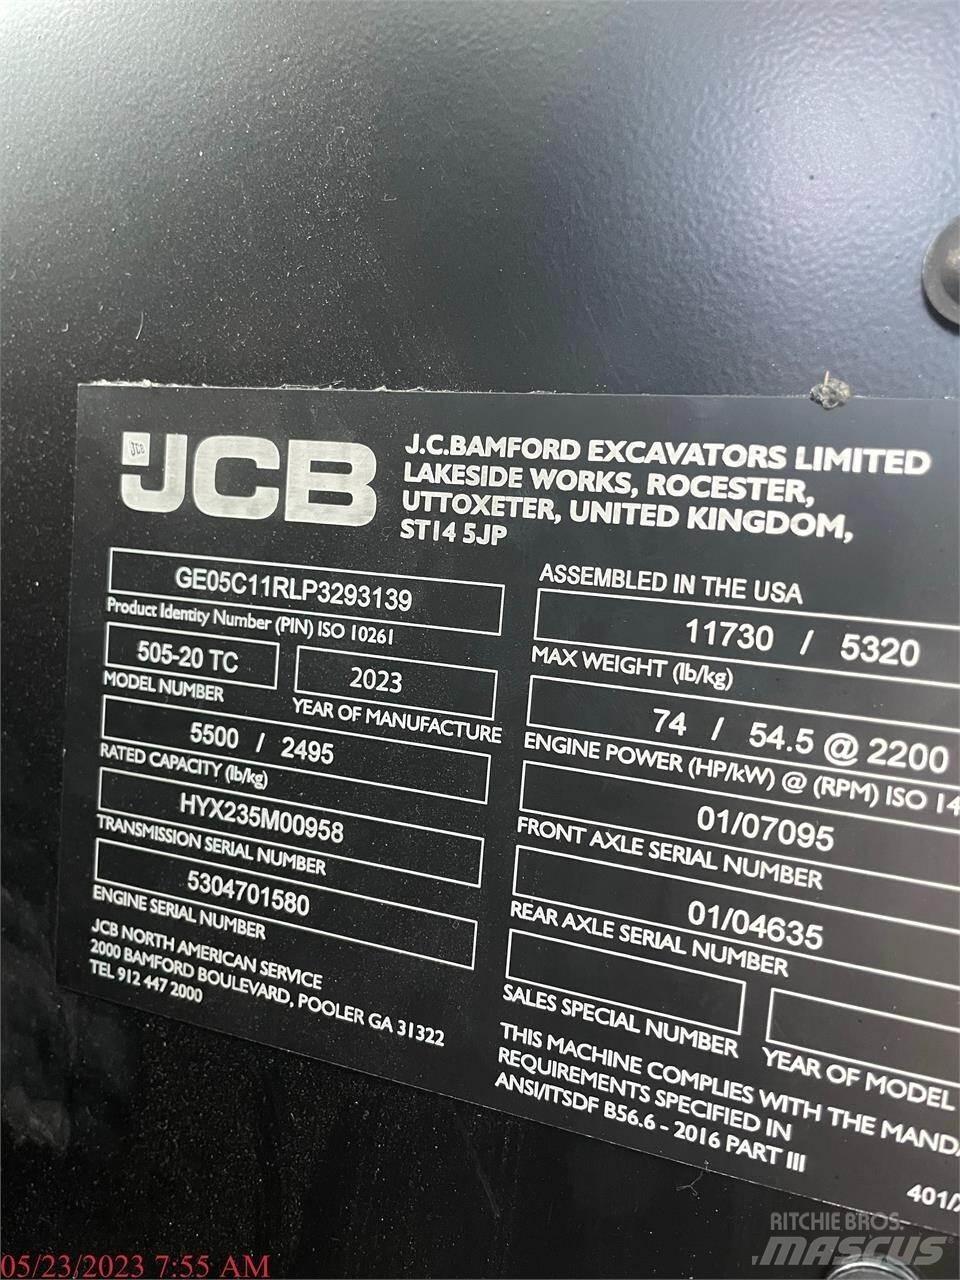 JCB
JCB
J.C.BAMFORD EXCAVATORS LIMITED
LAKESIDE WORKS, ROCESTER,
UTTOXETER, UNITED KINGDOM,
ST14 5JP
GE05C11RLP3293139
Product Identity Number (PIN) ISO 10261
505-20 TC
MODEL NUMBER
2023
YEAR OF MANUFACTURE
5500 / 2495
RATED CAPACITY (lb/kg)
HYX235M00958
TRANSMISSION SERIAL NUMBER
5304701580
ENGINE SERIAL NUMBER
JCB NORTH AMERICAN SERVICE
2000 BAMFORD BOULEVARD, POOLER GA 31322
TEL 912 447 2000
ASSEMBLED IN THE USA
11730 / 5320
MAX WEIGHT (lb/kg)
74 / 54.5 @ 2200
ENGINE POWER (HP/kW) @ (RPM) ISO 14
01/07095
FRONT AXLE SERIAL NUMBER
01/04635
REAR AXLE SERIAL NUMBER
SALES SPECIAL NUMBER
YEAR OF MODEL
THIS MACHINE COMPLIES WITH THE MANDA
REQUIREMENTS SPECIFIED IN
ANSI/ITSDF B56.6 - 2016 PART III
401/
RITCHIE BROS.
MASCUS
05/23/2023 7:55 AM